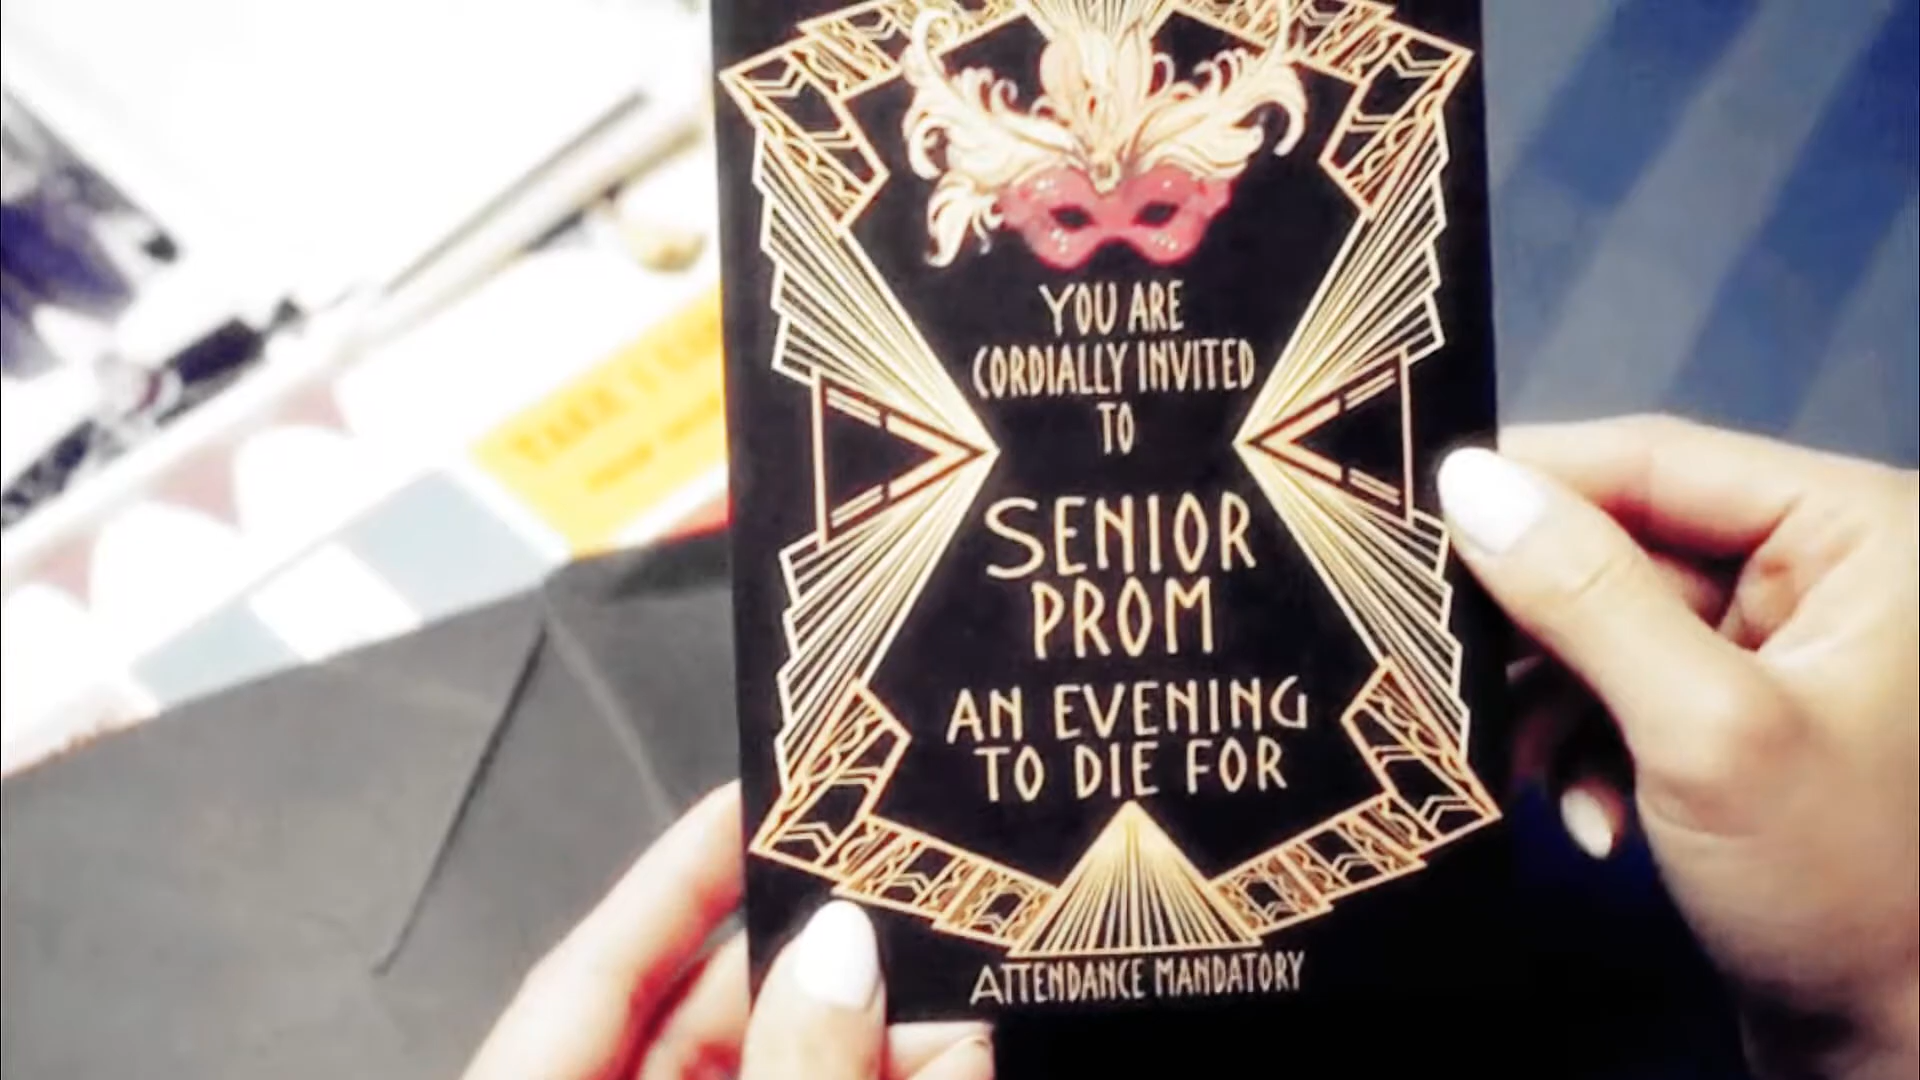 YOU ARE
CORDIALLY INVITED
TO
SENIOR
PROM
AN EVENING
TO DIE FOR
ATTENDANCE MANDATORY